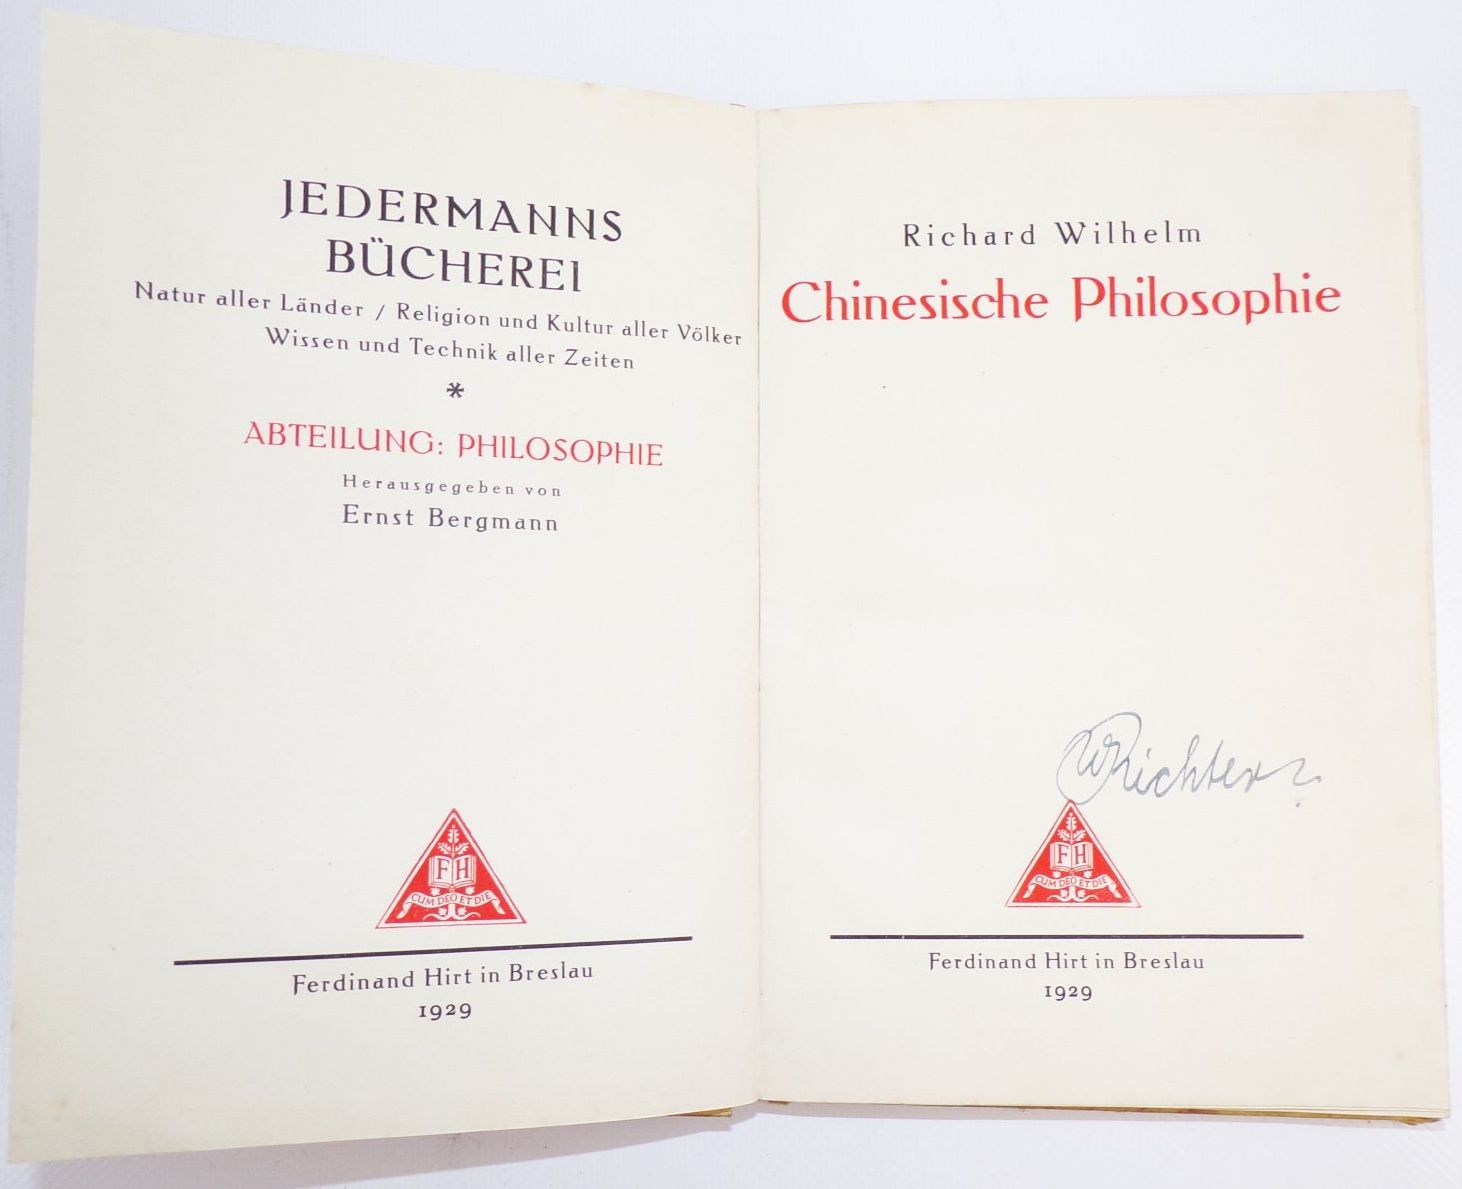 JEDERMANNS
BÜCHEREI
Natur aller Länder / Religion und Kultur aller Völker
Wissen und Technik aller Zeiten
*
ABTEILUNG: PHILOSOPHIE
Herausgegeben von
Ernst Bergmann
F H
CUM DEO ET DIE
Ferdinand Hirt in Breslau
1929
Richard Wilhelm
Chinesische Philosophie
Richter
F H
CUM DEO ET DIE
Ferdinand Hirt in Breslau
1929